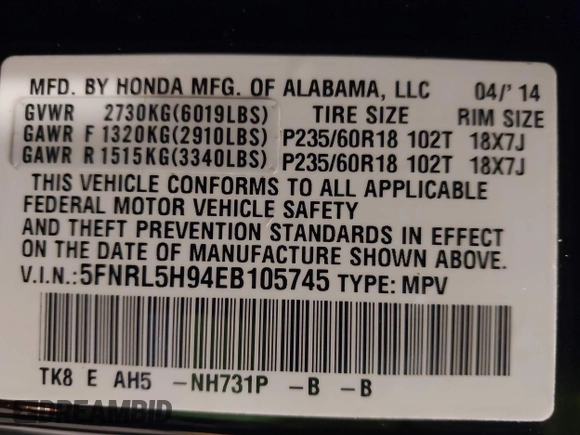 MFD. BY HONDA MFG. OF ALABAMA, LLC 04/'14
GVWR 2730KG(6019LBS) TIRE SIZE RIM SIZE
GAWR F 1320KG(2910LBS) P235/60R18 102T 18X7J
GAWR R 1515KG(3340LBS) P235/60R18 102T 18X7J
THIS VEHICLE CONFORMS TO ALL APPLICABLE
FEDERAL MOTOR VEHICLE SAFETY
AND THEFT PREVENTION STANDARDS IN EFFECT
ON THE DATE OF MANUFACTURE SHOWN ABOVE.
V.I.N.:5FNRL5H94EB105745 TYPE: MPV
TK8 E AH5 -NH731P -B -B
DREAMBID